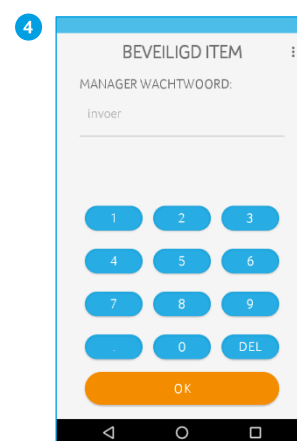 4
BEVEILIGD ITEM
MANAGER WACHTWOORD:
invoer
1 2 3
4 5 6
7 8 9
. 0 DEL
OK